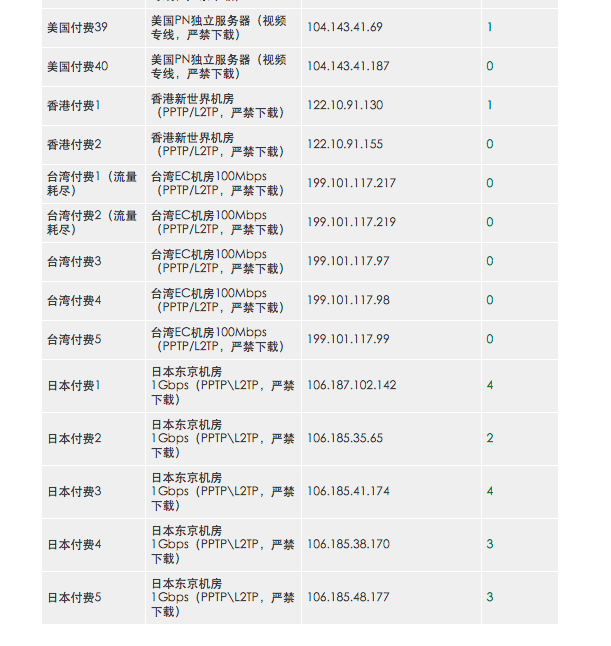 美国付费39
美国PN独立服务器（视频
专线，严禁下载）
104.143.41.69
1
美国付费40
美国PN独立服务器（视频
专线，严禁下载）
104.143.41.187
0
香港付费1
香港新世界机房
（PPTP/L2TP，严禁下载）
122.10.91.130
1
香港付费2
香港新世界机房
（PPTP/L2TP，严禁下载）
122.10.91.155
0
台湾付费1（流量
耗尽）
台湾EC机房100Mbps
（PPTP/L2TP，严禁下载）
199.101.117.217
0
台湾付费2（流量
耗尽）
台湾EC机房100Mbps
（PPTP/L2TP，严禁下载）
199.101.117.219
0
台湾付费3
台湾EC机房100Mbps
（PPTP/L2TP，严禁下载）
199.101.117.97
0
台湾付费4
台湾EC机房100Mbps
（PPTP/L2TP，严禁下载）
199.101.117.98
0
台湾付费5
台湾EC机房100Mbps
（PPTP/L2TP，严禁下载）
199.101.117.99
0
日本付费1
日本东京机房
1Gbps（PPTP\L2TP，严禁
下载）
106.187.102.142
4
日本付费2
日本东京机房
1Gbps（PPTP\L2TP，严禁
下载）
106.185.35.65
2
日本付费3
日本东京机房
1Gbps（PPTP\L2TP，严禁
下载）
106.185.41.174
4
日本付费4
日本东京机房
1Gbps（PPTP\L2TP，严禁
下载）
106.185.38.170
3
日本付费5
日本东京机房
1Gbps（PPTP\L2TP，严禁
下载）
106.185.48.177
3